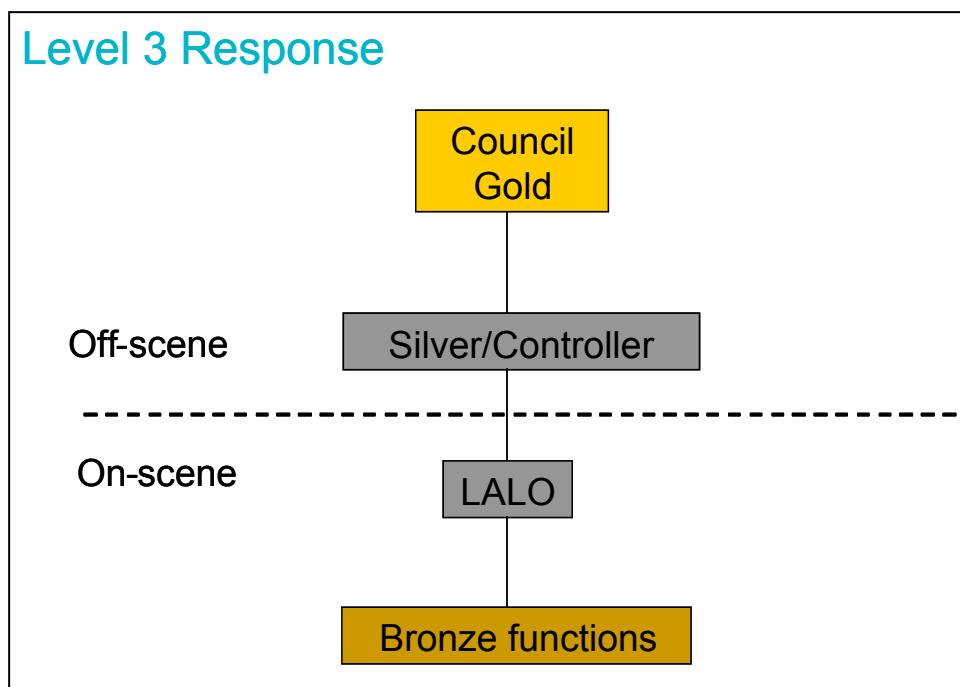 Level 3 Response
Council
Gold
Off-scene
Silver/Controller
On-scene
LALO
Bronze functions